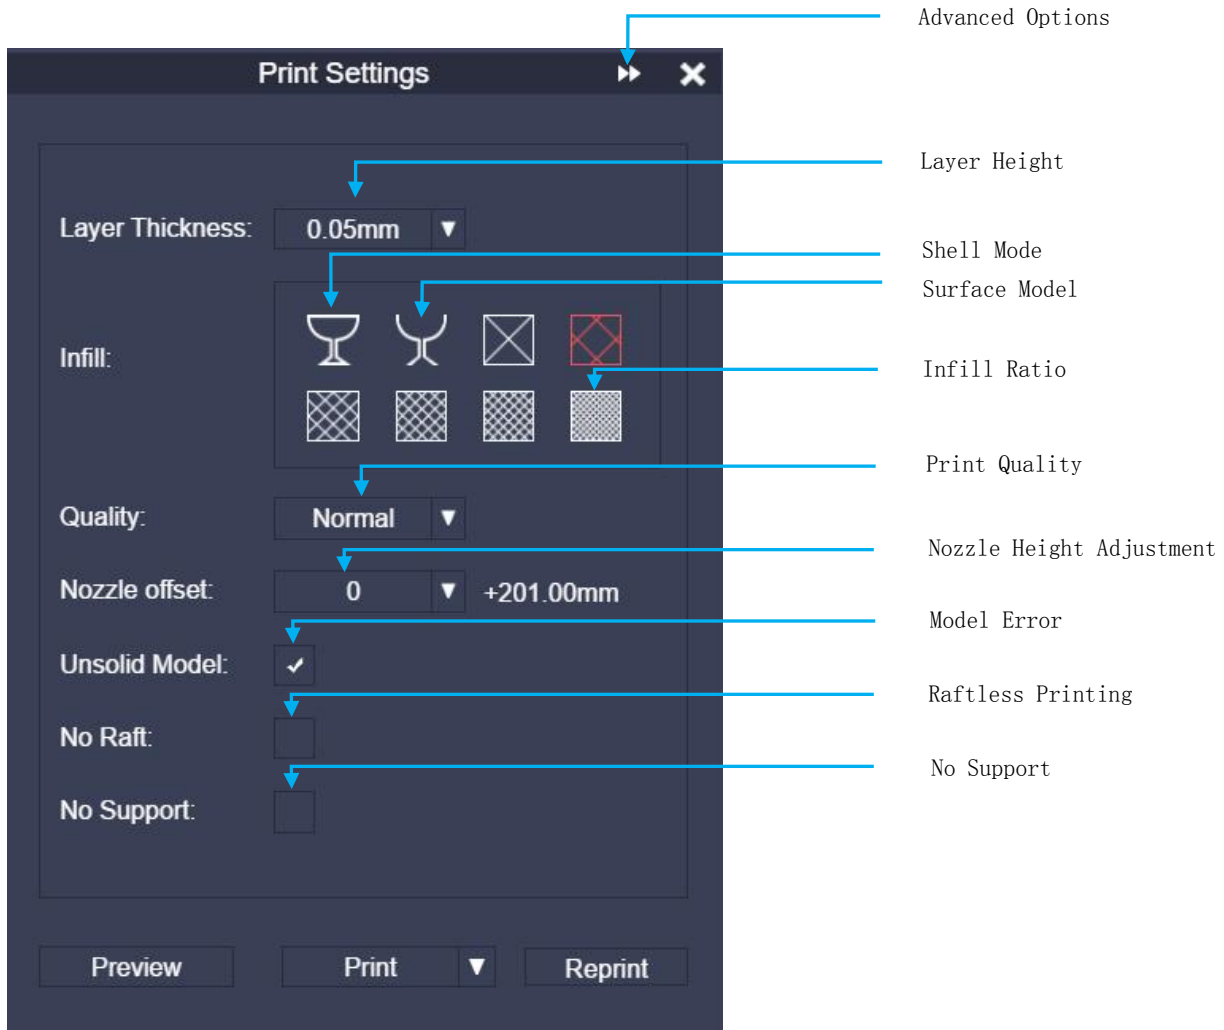 Advanced Options
Print Settings
Layer Height
Layer Thickness: 0.05mm
Shell Mode
Surface Model
Infill:
Infill Ratio
Print Quality
Quality: Normal
Nozzle Height Adjustment
Nozzle offset: 0 +201.00mm
Model Error
Unsolid Model:
Raftless Printing
No Raft:
No Support
No Support:
Preview Print Reprint